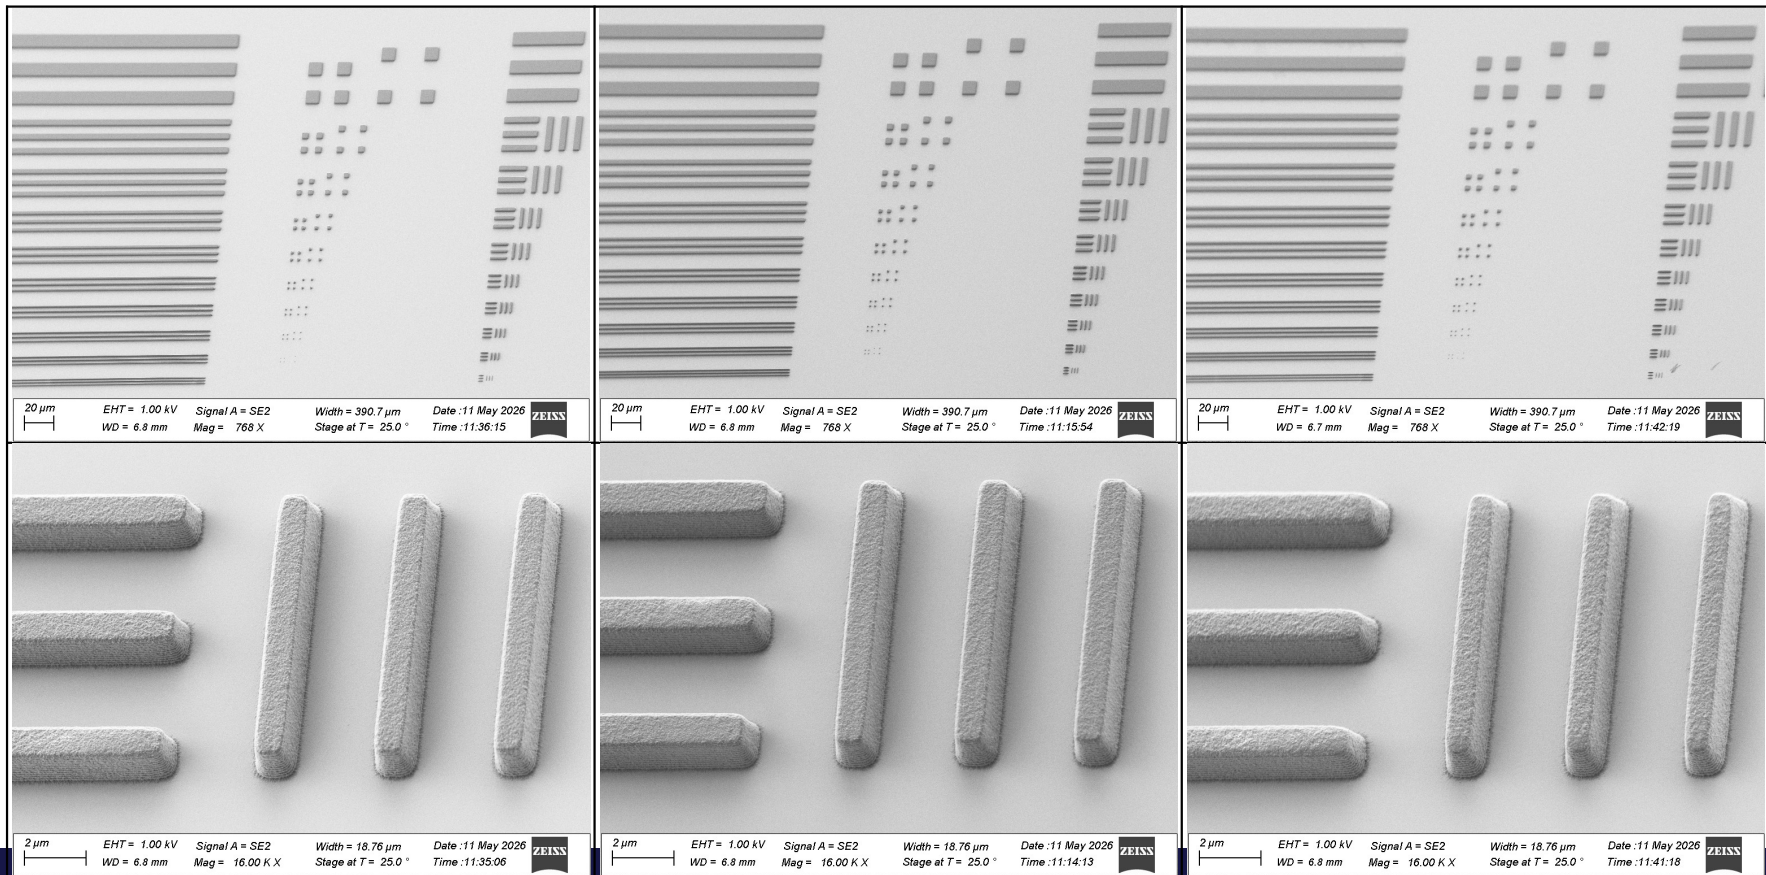 20 µm
EHT = 1.00 kV Signal A = SE2 Width = 390.7 µm Date :11 May 2026
WD = 6.8 mm Mag = 768 X Stage at T = 25.0 ° Time :11:36:15
ZEISS
20 µm
EHT = 1.00 kV Signal A = SE2 Width = 390.7 µm Date :11 May 2026
WD = 6.8 mm Mag = 768 X Stage at T = 25.0 ° Time :11:15:54
ZEISS
20 µm
EHT = 1.00 kV Signal A = SE2 Width = 390.7 µm Date :11 May 2026
WD = 6.7 mm Mag = 768 X Stage at T = 25.0 ° Time :11:42:19
ZEISS
2 µm
EHT = 1.00 kV Signal A = SE2 Width = 18.76 µm Date :11 May 2026
WD = 6.8 mm Mag = 16.00 K X Stage at T = 25.0 ° Time :11:35:06
ZEISS
2 µm
EHT = 1.00 kV Signal A = SE2 Width = 18.76 µm Date :11 May 2026
WD = 6.8 mm Mag = 16.00 K X Stage at T = 25.0 ° Time :11:14:13
ZEISS
2 µm
EHT = 1.00 kV Signal A = SE2 Width = 18.76 µm Date :11 May 2026
WD = 6.8 mm Mag = 16.00 K X Stage at T = 25.0 ° Time :11:41:18
ZEISS